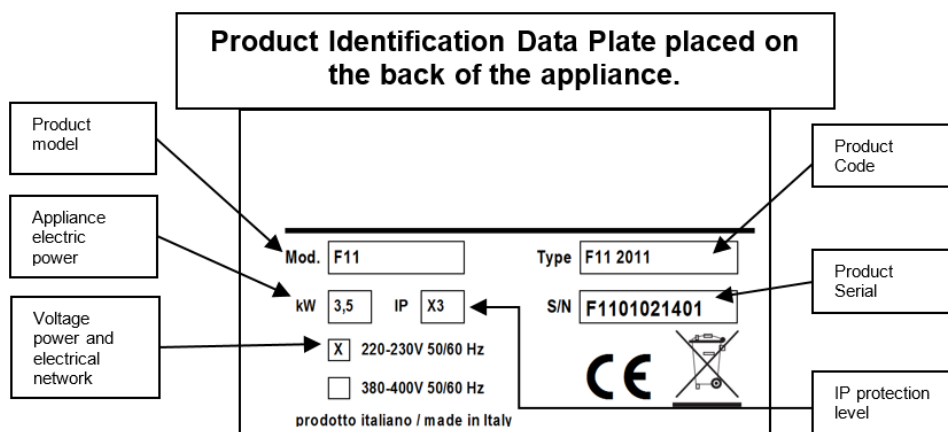 Product Identification Data Plate placed on
the back of the appliance.
Product
model
Appliance
electric
power
Voltage
power and
electrical
network
Mod. F11
Type F11 2011
kW 3,5 IP X3
S/N F1101021401
X 220-230V 50/60 Hz
380-400V 50/60 Hz
CE
prodotto italiano / made in Italy
Product
Code
Product
Serial
IP protection
level